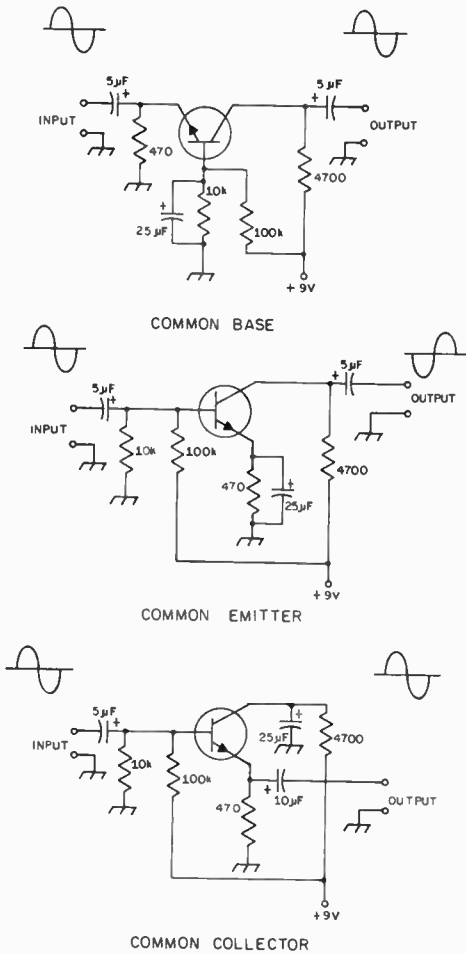 5μF
+
INPUT
470
+
25μF
10k
100k
+
5μF
OUTPUT
4700
+9V
COMMON BASE
5μF
+
INPUT
10k
100k
470
+
25μF
+
5μF
OUTPUT
4700
+9V
COMMON EMITTER
5μF
+
INPUT
10k
100k
470
+
25μF
4700
+
10μF
OUTPUT
+9V
COMMON COLLECTOR